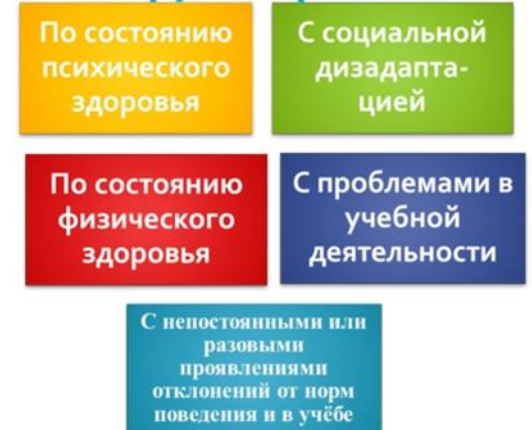 По состоянию
психического
здоровья
С социальной
дизадапта-
цией
По состоянию
физического
здоровья
С проблемами в
учебной
деятельности
С непостоянными или
разовыми
проявлениями
отклонений от норм
поведения и в учёбе